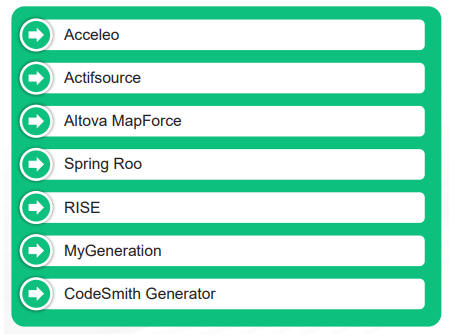 Acceleo
Actifsource
Altova MapForce
Spring Roo
RISE
MyGeneration
CodeSmith Generator